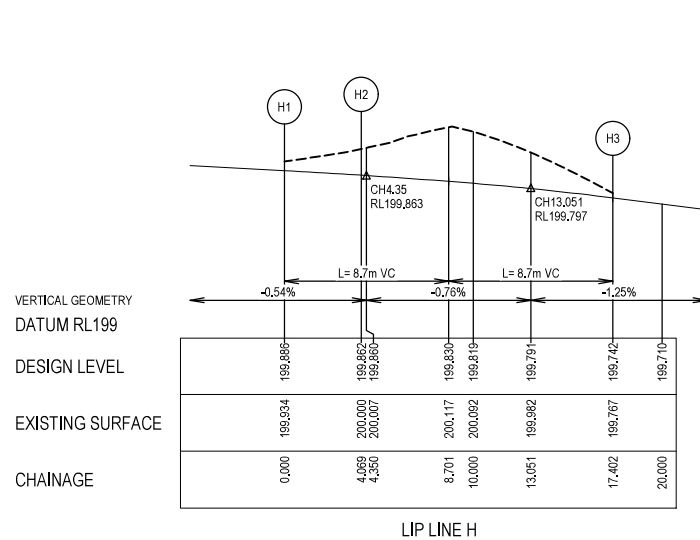 H1
H2
H3
CH4.35
RL199.863
CH13.051
RL199.797
L= 8.7m VC
L= 8.7m VC
VERTICAL GEOMETRY
-0.54%
-0.76%
-1.25%
DATUM RL199
DESIGN LEVEL
199.886
199.862
199.860
199.830
199.819
199.791
199.742
199.710
EXISTING SURFACE
199.934
200.000
200.007
200.117
200.092
199.982
199.767
CHAINAGE
0.000
4.069
4.350
8.701
10.000
13.051
17.402
20.000
LIP LINE H